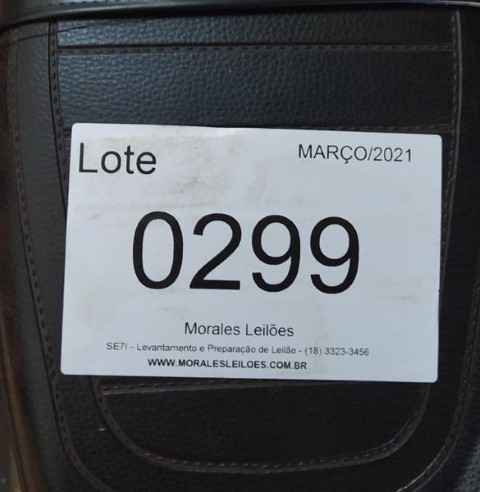 Lote MARÇO/2021
0299
Morales Leilões
SE7I - Levantamento e Preparação de Leilão - (18) 3323-3456
WWW.MORALESLEILOES.COM.BR